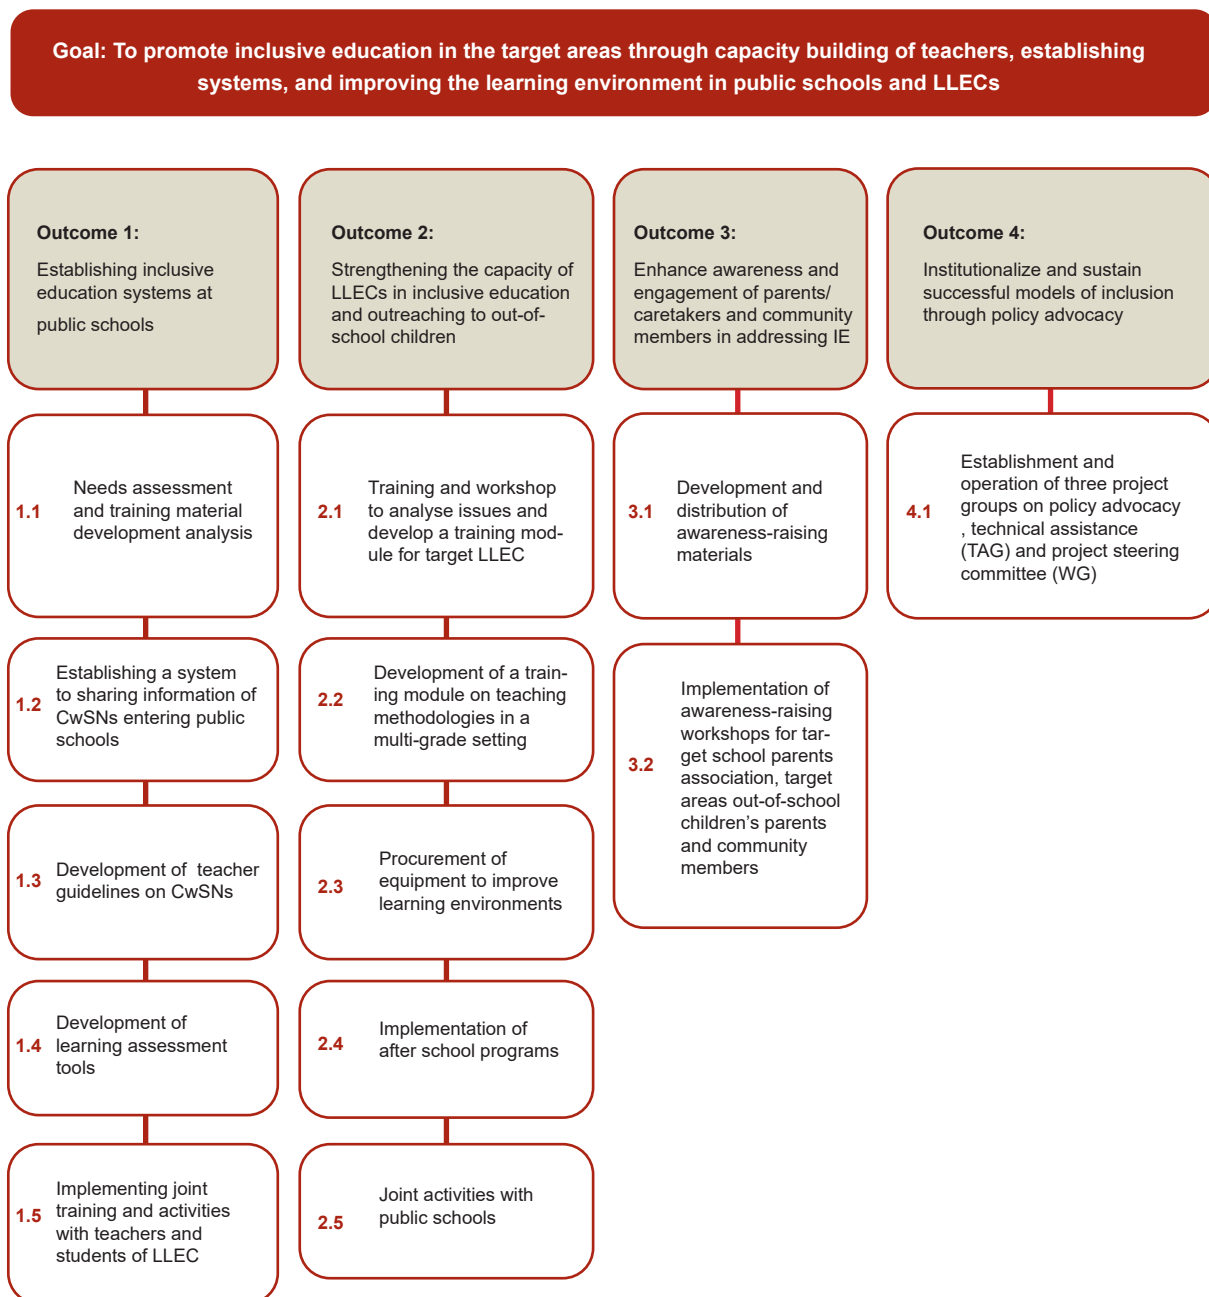 Goal: To promote inclusive education in the target areas through capacity building of teachers, establishing
systems, and improving the learning environment in public schools and LLECs
Outcome 1:
Establishing inclusive
education systems at
public schools
1.1
Needs assessment
and training material
development analysis
1.2
Establishing a system
to sharing information of
CwSNs entering public
schools
1.3
Development of  teacher
guidelines on CwSNs
1.4
Development of
learning assessment
tools
1.5
Implementing joint
training and activities
with teachers and
students of LLEC
Outcome 2:
Strengthening the capacity of
LLECs in inclusive education
and outreaching to out-of-
school children
2.1
Training and workshop
to analyse issues and
develop a training mod-
ule for target LLEC
2.2
Development of a train-
ing module on teaching
methodologies in a
multi-grade setting
2.3
Procurement of
equipment to improve
learning environments
2.4
Implementation of
after school programs
2.5
Joint activities with
public schools
Outcome 3:
Enhance awareness and
engagement of parents/
caretakers and community
members in addressing IE
3.1
Development and
distribution of
awareness-raising
materials
3.2
Implementation of
awareness-raising
workshops for tar-
get school parents
association, target
areas out-of-school
children’s parents
and community
members
Outcome 4:
Institutionalize and sustain
successful models of inclusion
through policy advocacy
4.1
Establishment and
operation of three project
groups on policy advocacy
, technical assistance
(TAG) and project steering
committee (WG)